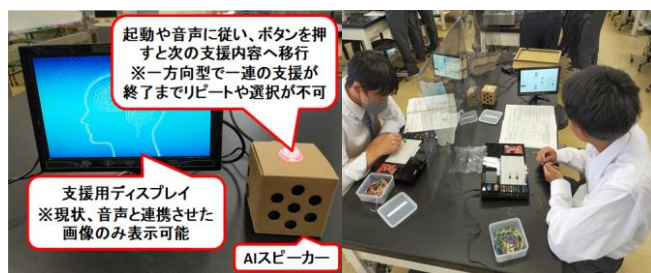 起動や音声に従い、ボタンを押
すと次の支援内容へ移行
※一方向型で一連の支援が
終了までリピートや選択が不可
支援用ディスプレイ
※現状、音声と連携させた
画像のみ表示可能
AIスピーカー